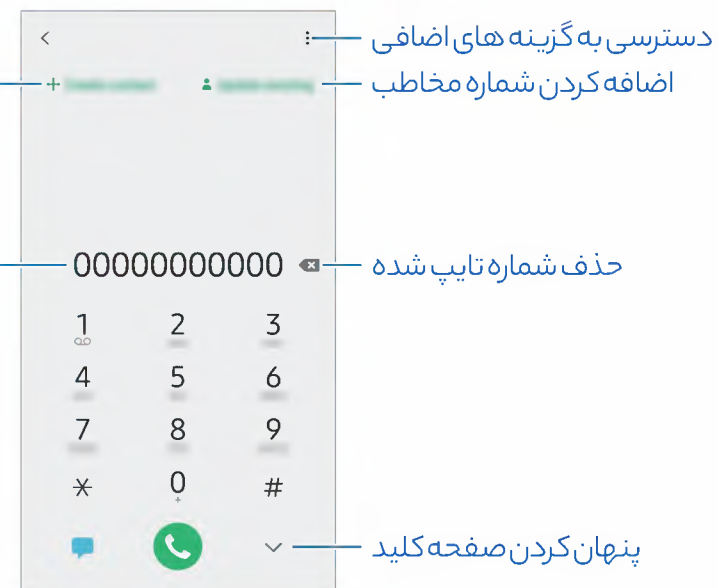 دسترسی به گزینه های اضافی
اضافه کردن شماره مخاطب
00000000000
حذف شماره تایپ شده
1 2 3
4 5 6
7 8 9
* 0 #
+
پنهان کردن صفحه کلید